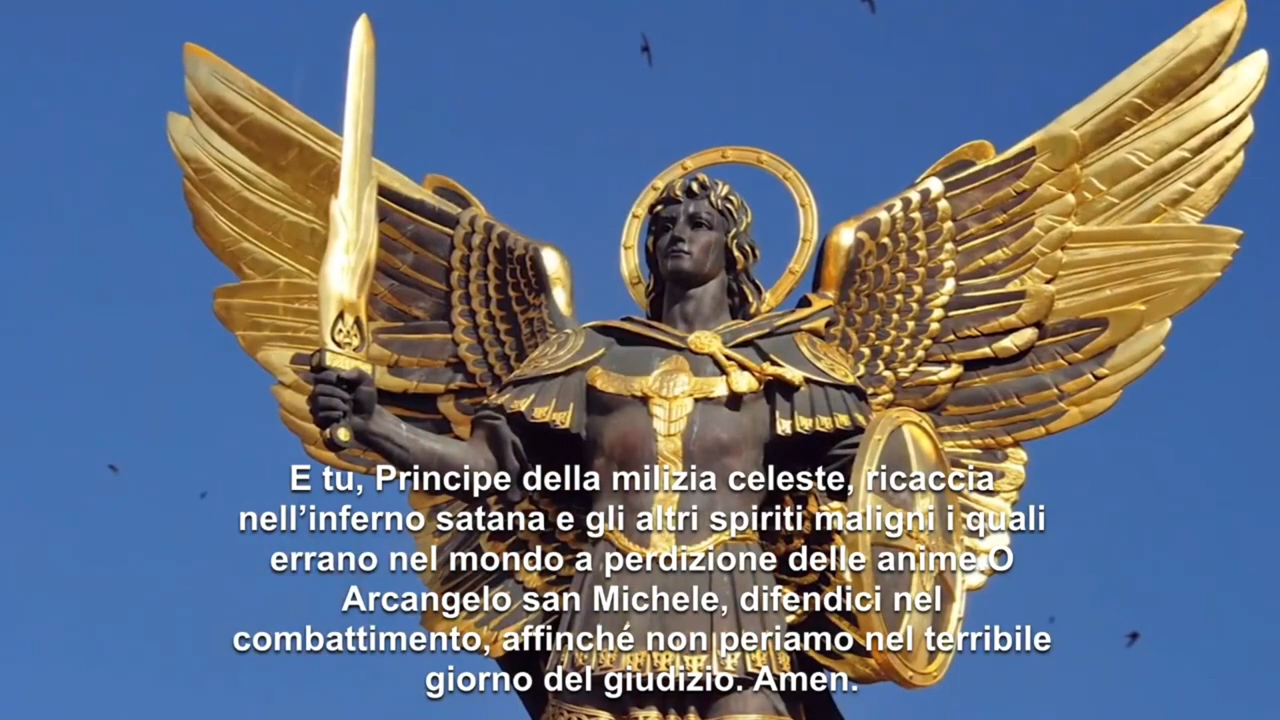 E tu, Principe della milizia celeste, ricaccia
nell’inferno satana e gli altri spiriti maligni i quali
errano nel mondo a perdizione delle anime.O
Arcangelo san Michele, difendici nel
combattimento, affinché non periamo nel terribile
giorno del giudizio. Amen.